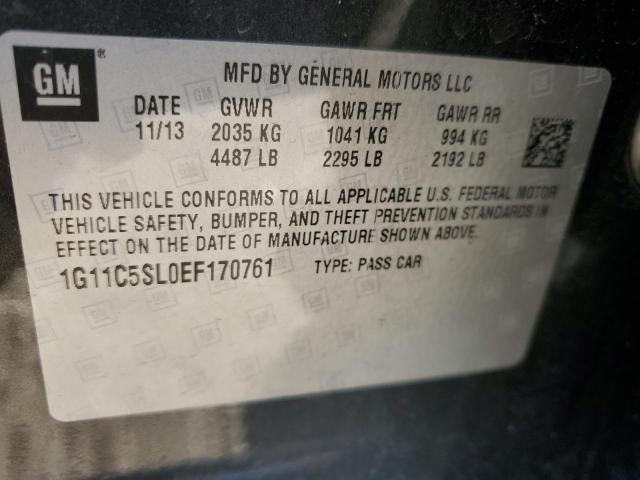 GM ®
MFD BY GENERAL MOTORS LLC
DATE GVWR GAWR FRT GAWR RR
11/13 2035 KG 1041 KG 994 KG
4487 LB 2295 LB 2192 LB
THIS VEHICLE CONFORMS TO ALL APPLICABLE U.S. FEDERAL MOTOR
VEHICLE SAFETY, BUMPER, AND THEFT PREVENTION STANDARDS IN
EFFECT ON THE DATE OF MANUFACTURE SHOWN ABOVE.
1G11C5SL0EF170761 TYPE: PASS CAR